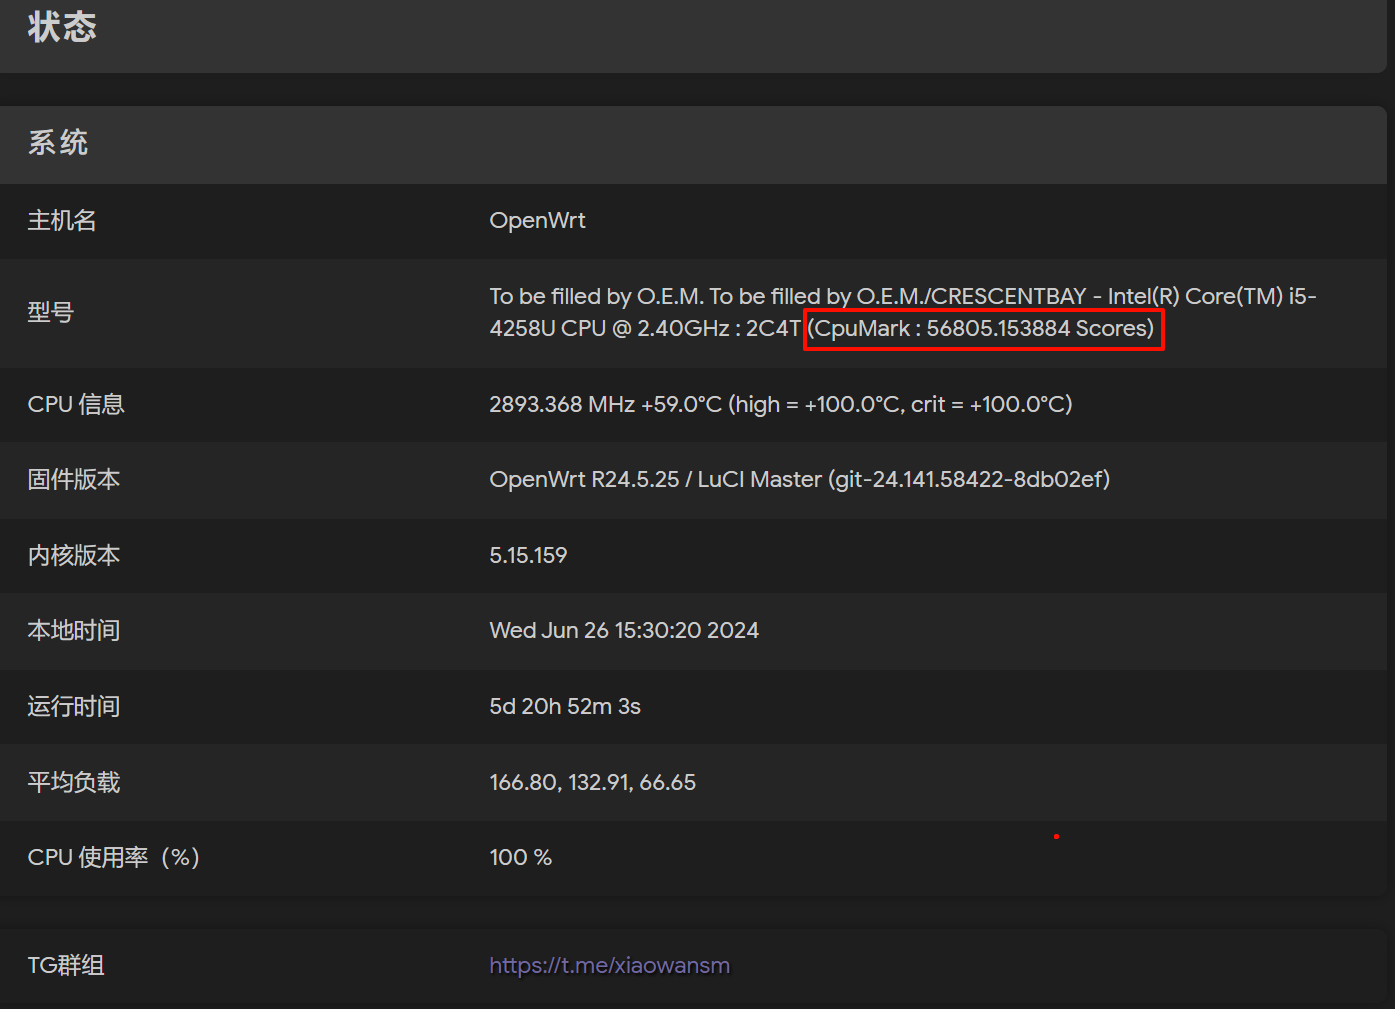 状态
系统
主机名 OpenWrt
型号 To be filled by O.E.M. To be filled by O.E.M./CRESCENTBAY - Intel(R) Core(TM) i5-
4258U CPU @ 2.40GHz : 2C4T (CpuMark : 56805.153884 Scores)
CPU 信息 2893.368 MHz +59.0°C (high = +100.0°C, crit = +100.0°C)
固件版本 OpenWrt R24.5.25 / LuCI Master (git-24.141.58422-8db02ef)
内核版本 5.15.159
本地时间 Wed Jun 26 15:30:20 2024
运行时间 5d 20h 52m 3s
平均负载 166.80, 132.91, 66.65
CPU 使用率（%） 100 %
TG群组 https://t.me/xiaowansm